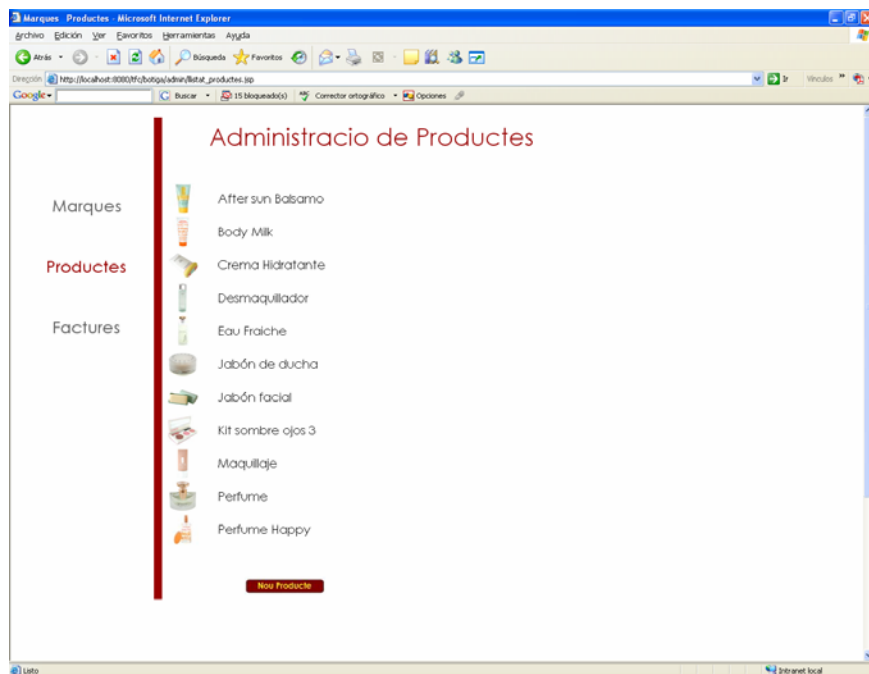 Marques Productes - Microsoft Internet Explorer
Archivo Edición Ver Favoritos Herramientas Ayuda
Atrás Búsqueda Favoritos
Dirección http://localhost:8080/tfc/botiga/admin/llistat_productes.jsp Ir Vínculos »
Google Buscar 15 bloqueado(s) ABC Corrector ortográfico Opciones
Administracio de Productes
Marques
Productes
Factures
After sun Balsamo
Body Milk
Crema Hidratante
Desmaquillador
Eau Fraiche
Jabón de ducha
Jabón facial
Kit sombre ojos 3
Maquillaje
Perfume
Perfume Happy
Nou Producte
Listo Intranet local